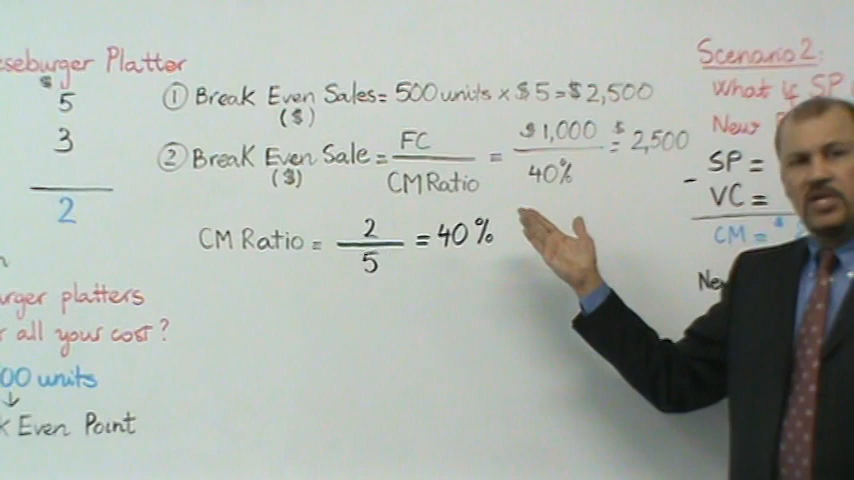 seburger Platter
$ 5
3
2
urger platters
r all your cost?
00 units
↓
k Even Point
① Break Even Sales = 500 units x $5 = $2,500
($)
② Break Even Sale = FC / CM Ratio = $1,000 / 40% = $2,500
($)
CM Ratio = 2 / 5 = 40%
Scenario 2:
What if SP
New
SP =
- VC =
CM = $
New